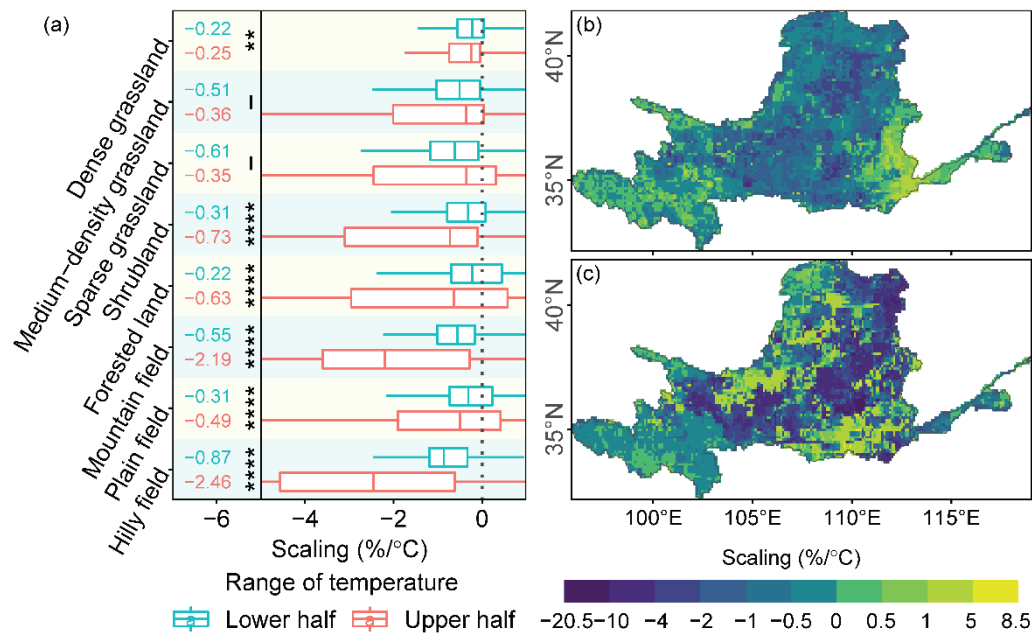 (a)
Dense grassland
−0.22
−0.25
**
Medium−density grassland
−0.51
−0.36
−
Sparse grassland
−0.61
−0.35
−
Shrubland
−0.31
−0.73
****
Forested land
−0.22
−0.63
****
Mountain field
−0.55
−2.19
****
Plain field
−0.31
−0.49
****
Hilly field
−0.87
−2.46
****
−6 −4 −2 0
Scaling (%/°C)
Range of temperature
Lower half Upper half
(b)
40°N
35°N
(c)
40°N
35°N
100°E 105°E 110°E 115°E
Scaling (%/°C)
−20.5 −10 −4 −2 −1 −0.5 0 0.5 1 5 8.5